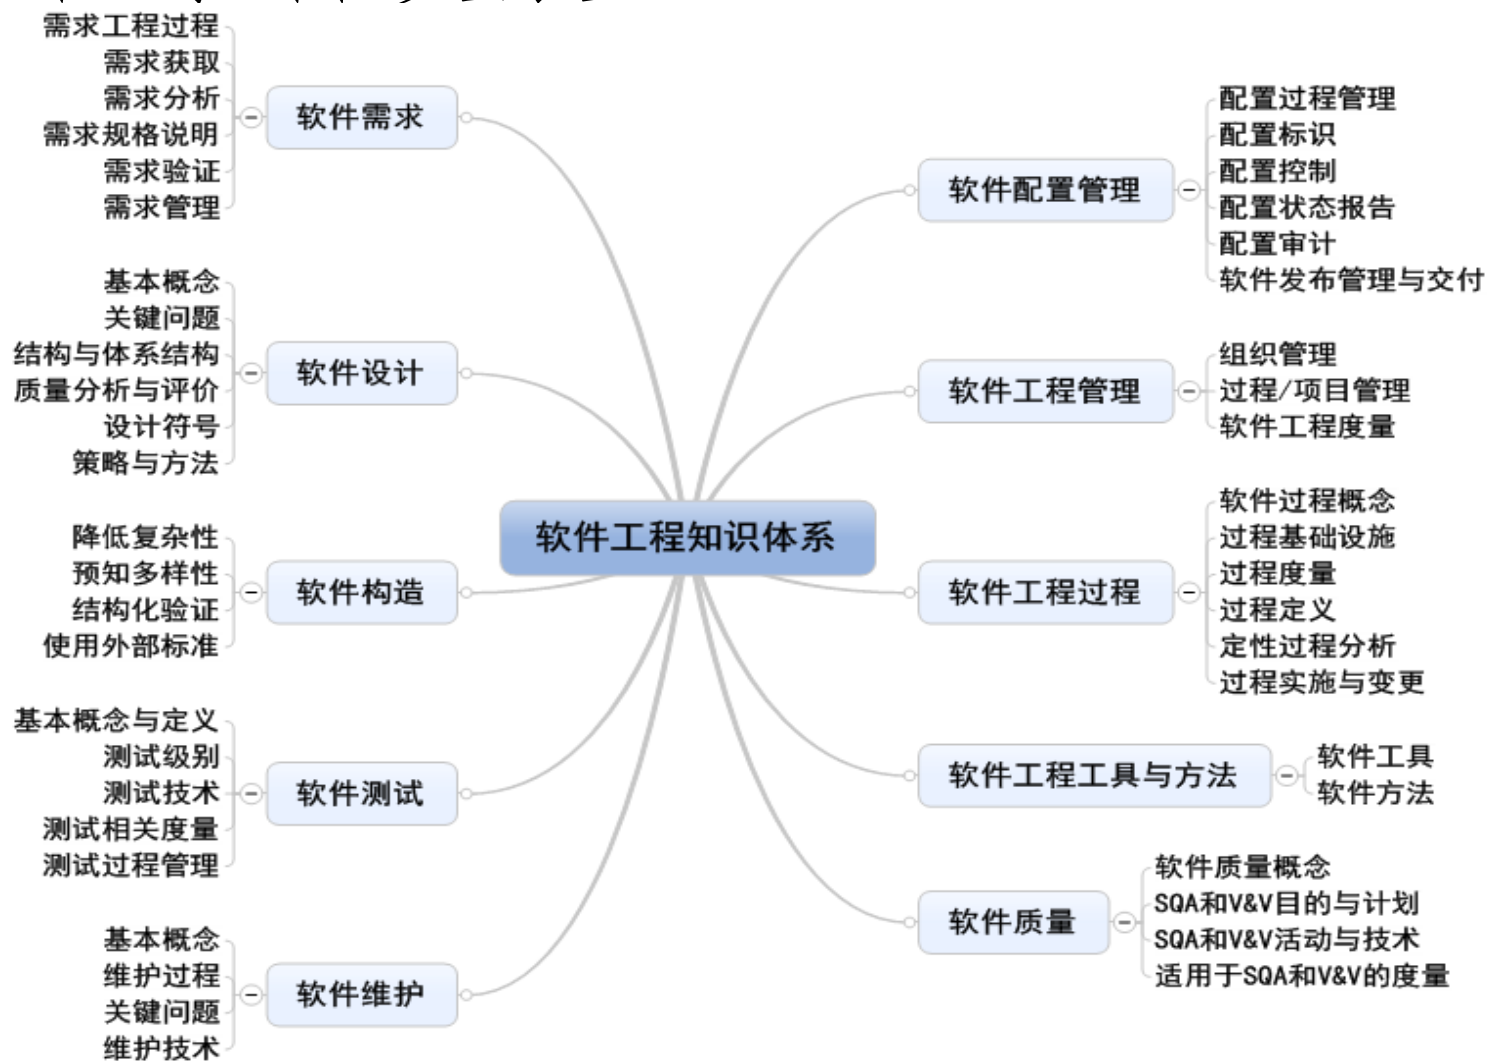 需求工程过程
需求获取
需求分析
需求规格说明
需求验证
需求管理
软件需求
基本概念
关键问题
结构与体系结构
质量分析与评价
设计符号
策略与方法
软件设计
降低复杂性
预知多样性
结构化验证
使用外部标准
软件构造
基本概念与定义
测试级别
测试技术
测试相关度量
测试过程管理
软件测试
基本概念
维护过程
关键问题
维护技术
软件维护
软件工程知识体系
软件配置管理
配置过程管理
配置标识
配置控制
配置状态报告
配置审计
软件发布管理与交付
软件工程管理
组织管理
过程/项目管理
软件工程度量
软件工程过程
软件过程概念
过程基础设施
过程度量
过程定义
定性过程分析
过程实施与变更
软件工程工具与方法
软件工具
软件方法
软件质量
软件质量概念
SQA和V&V目的与计划
SQA和V&V活动与技术
适用于SQA和V&V的度量